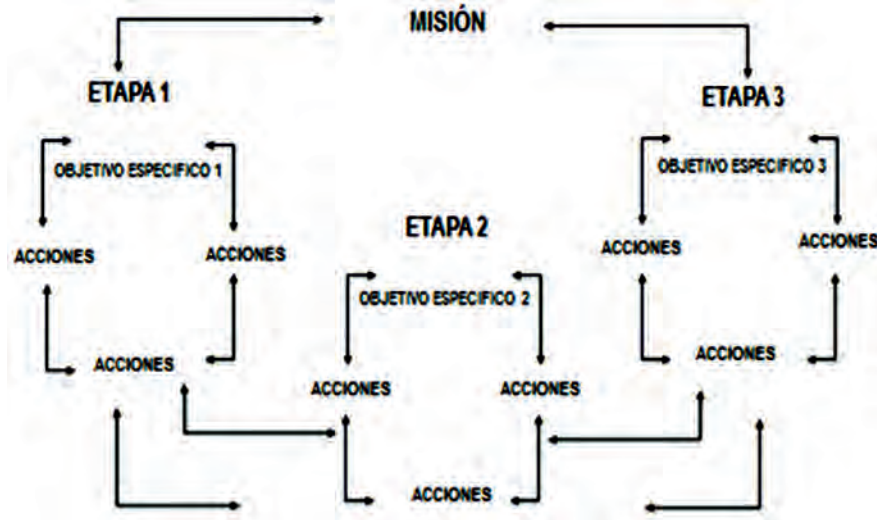 MISIÓN
ETAPA 1
ETAPA 3
OBJETIVO ESPECIFICO 1
OBJETIVO ESPECIFICO 3
ETAPA 2
ACCIONES
ACCIONES
ACCIONES
ACCIONES
OBJETIVO ESPECIFICO 2
ACCIONES
ACCIONES
ACCIONES
ACCIONES
ACCIONES